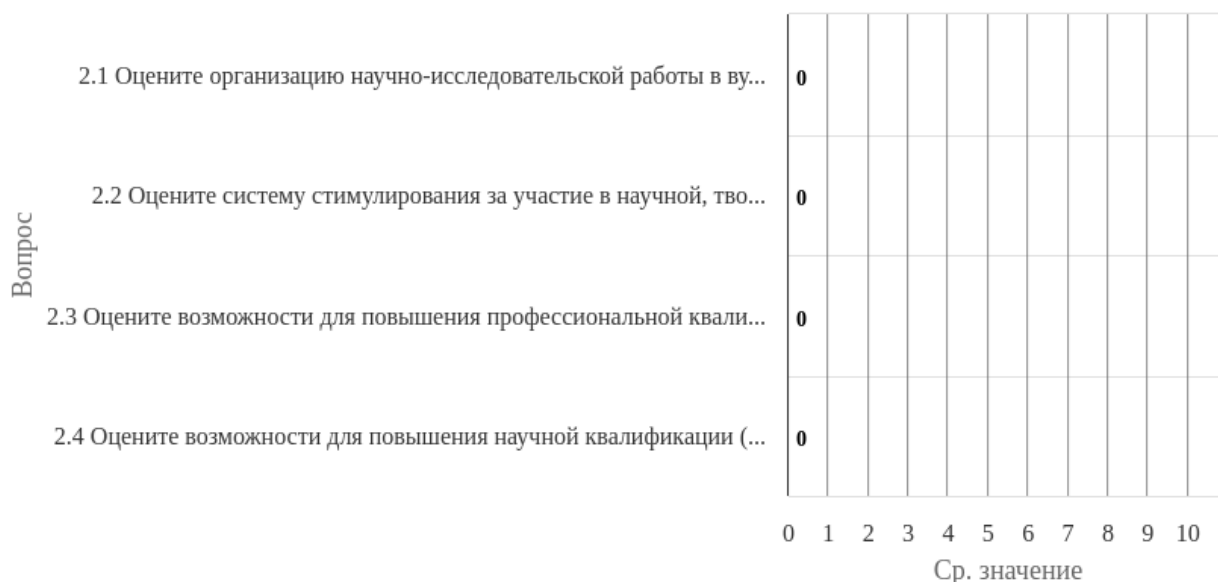 2.1 Оцените организацию научно-исследовательской работы в ву...
0
2.2 Оцените систему стимулирования за участие в научной, тво...
0
2.3 Оцените возможности для повышения профессиональной квали...
0
2.4 Оцените возможности для повышения научной квалификации (...
0
Вопрос
0 1 2 3 4 5 6 7 8 9 10
Ср. значение